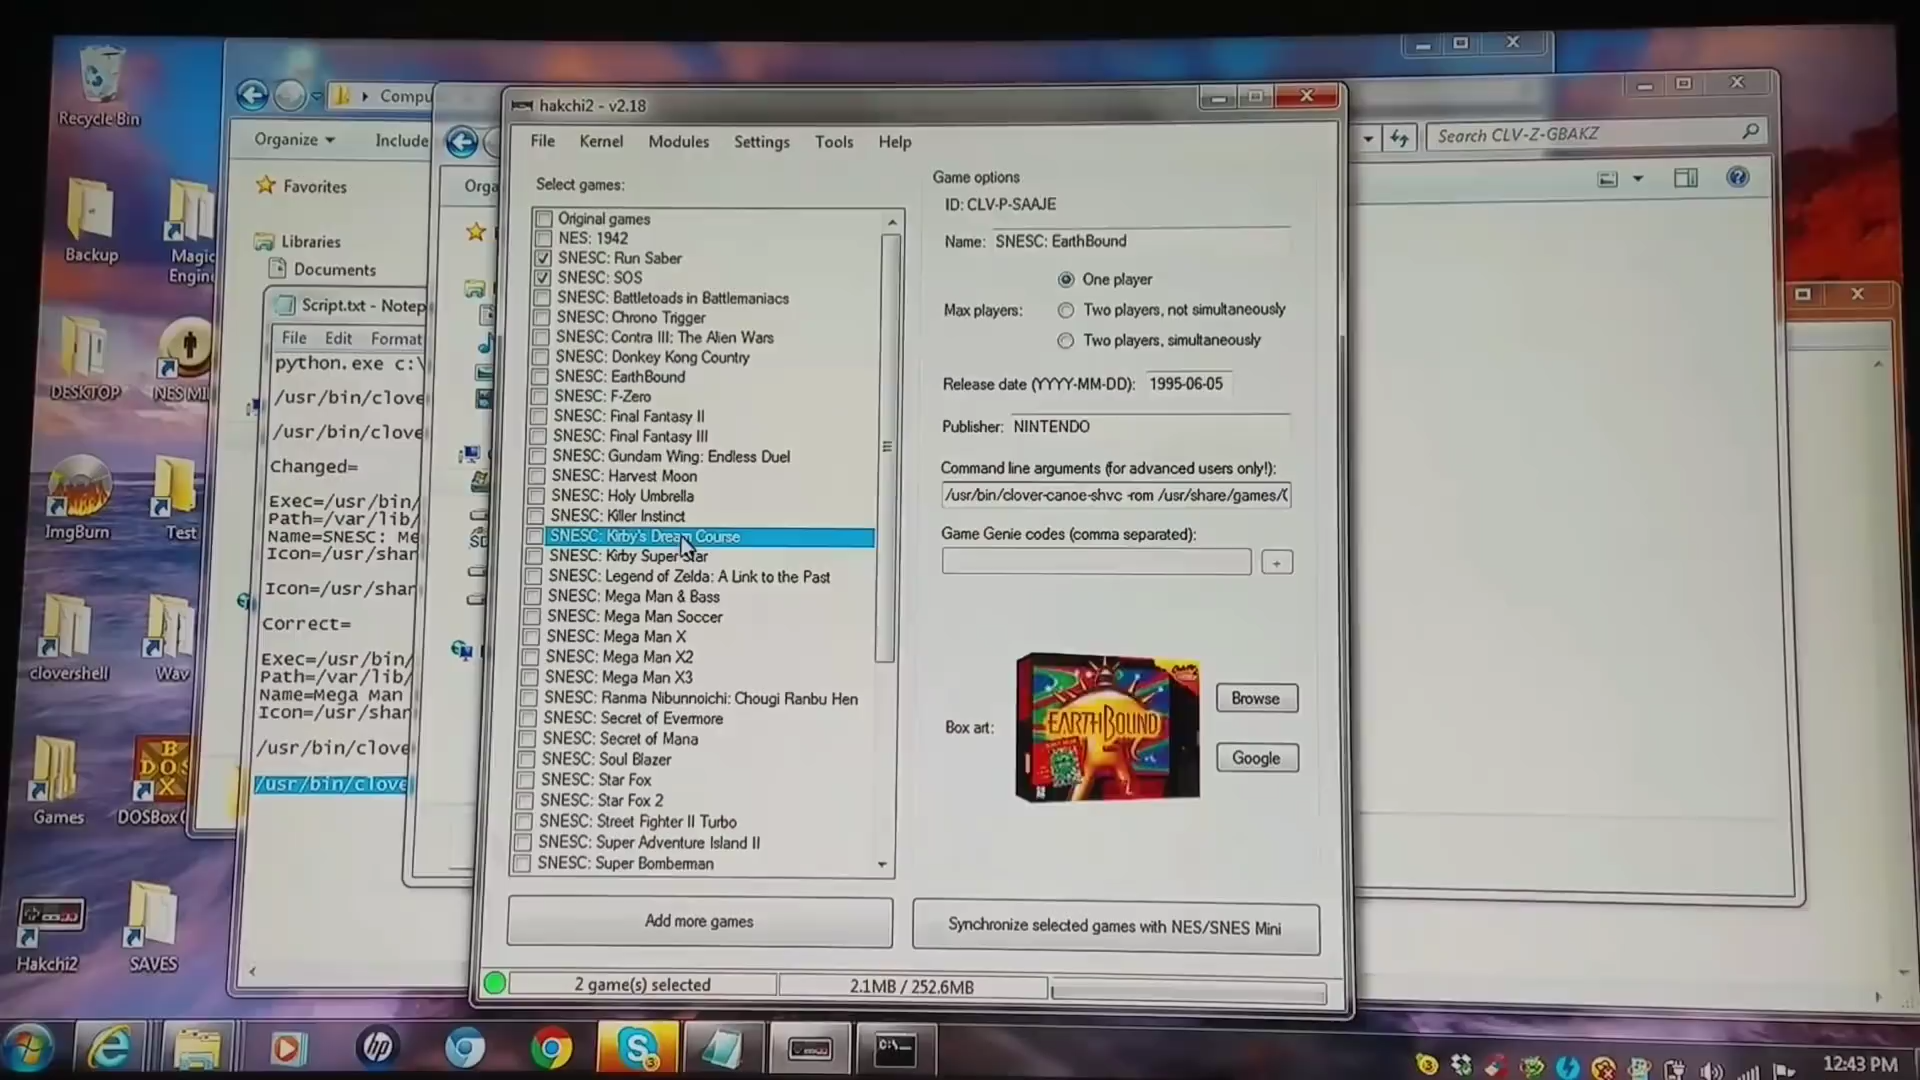 Recycle Bin
Backup
Magic
Engine
DESKTOP
NES MI
ImgBurn
Test
clovershell
Wav
Games
DOSBox
Hakchi2
SAVES
Compu
Organize
Include
Favorites
Libraries
Documents
Script.txt - Notep
File Edit Format
python.exe c:\
/usr/bin/clove
/usr/bin/clove
Changed=
Exec=/usr/bin/
Path=/var/lib/
Name=SNESC: Me
Icon=/usr/shar
Icon=/usr/shar
Correct=
Exec=/usr/bin/
Path=/var/lib/
Name=Mega Man
Icon=/usr/shar
/usr/bin/clove
/usr/bin/clove
Orga
Search CLV-Z-GBAKZ
hakchi2 - v2.18
File Kernel Modules Settings Tools Help
Select games:
Original games
NES: 1942
SNESC: Run Saber
SNESC: SOS
SNESC: Battletoads in Battlemaniacs
SNESC: Chrono Trigger
SNESC: Contra III: The Alien Wars
SNESC: Donkey Kong Country
SNESC: EarthBound
SNESC: F-Zero
SNESC: Final Fantasy II
SNESC: Final Fantasy III
SNESC: Gundam Wing: Endless Duel
SNESC: Harvest Moon
SNESC: Holy Umbrella
SNESC: Killer Instinct
SNESC: Kirby's Dream Course
SNESC: Kirby Super Star
SNESC: Legend of Zelda: A Link to the Past
SNESC: Mega Man & Bass
SNESC: Mega Man Soccer
SNESC: Mega Man X
SNESC: Mega Man X2
SNESC: Mega Man X3
SNESC: Ranma Nibunnoichi: Chougi Ranbu Hen
SNESC: Secret of Evermore
SNESC: Secret of Mana
SNESC: Soul Blazer
SNESC: Star Fox
SNESC: Star Fox 2
SNESC: Street Fighter II Turbo
SNESC: Super Adventure Island II
SNESC: Super Bomberman
Add more games
Game options
ID: CLV-P-SAAJE
Name: SNESC: EarthBound
Max players:
One player
Two players, not simultaneously
Two players, simultaneously
Release date (YYYY-MM-DD): 1995-06-05
Publisher: NINTENDO
Command line arguments (for advanced users only!):
/usr/bin/clover-canoe-shvc -rom /usr/share/games/
Game Genie codes (comma separated):
+
Box art:
EARTHBOUND
Browse
Google
Synchronize selected games with NES/SNES Mini
2 game(s) selected
2.1MB / 252.6MB
hp
C:\
12:43 PM